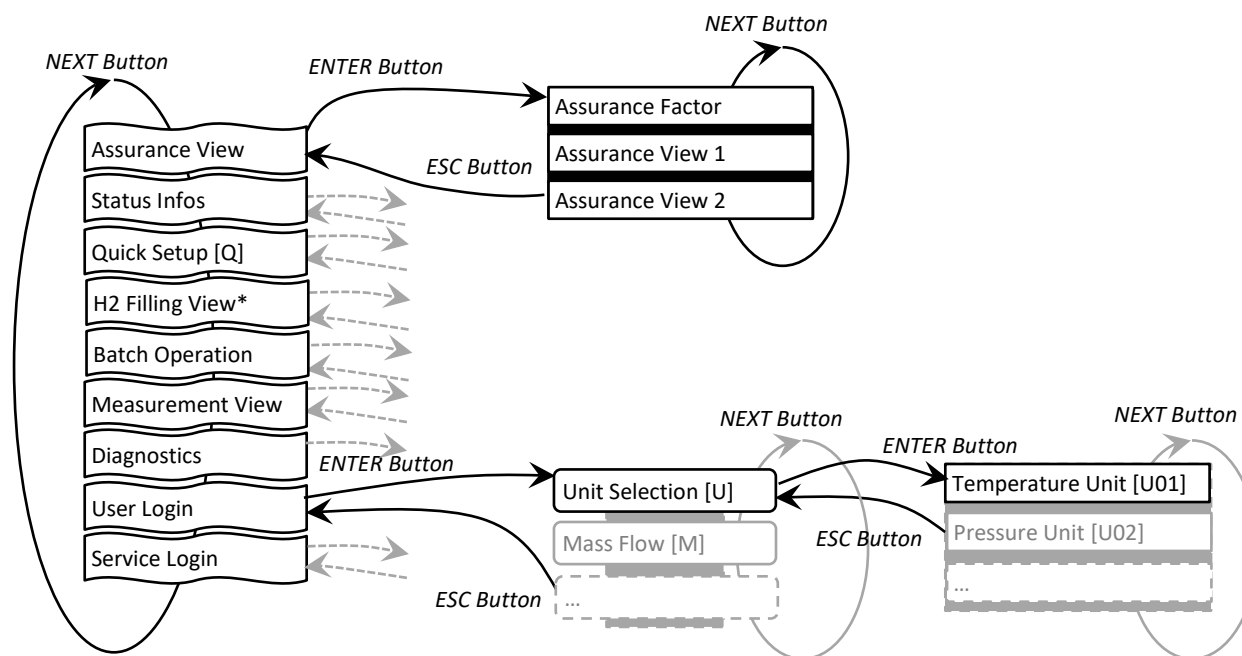 NEXT Button
ENTER Button
Assurance View
Status Infos
Quick Setup [Q]
H2 Filling View*
Batch Operation
Measurement View
Diagnostics
User Login
Service Login
ESC Button
NEXT Button
Assurance Factor
Assurance View 1
Assurance View 2
ENTER Button
ESC Button
NEXT Button
Unit Selection [U]
Mass Flow [M]
...
ENTER Button
ESC Button
NEXT Button
Temperature Unit [U01]
Pressure Unit [U02]
...